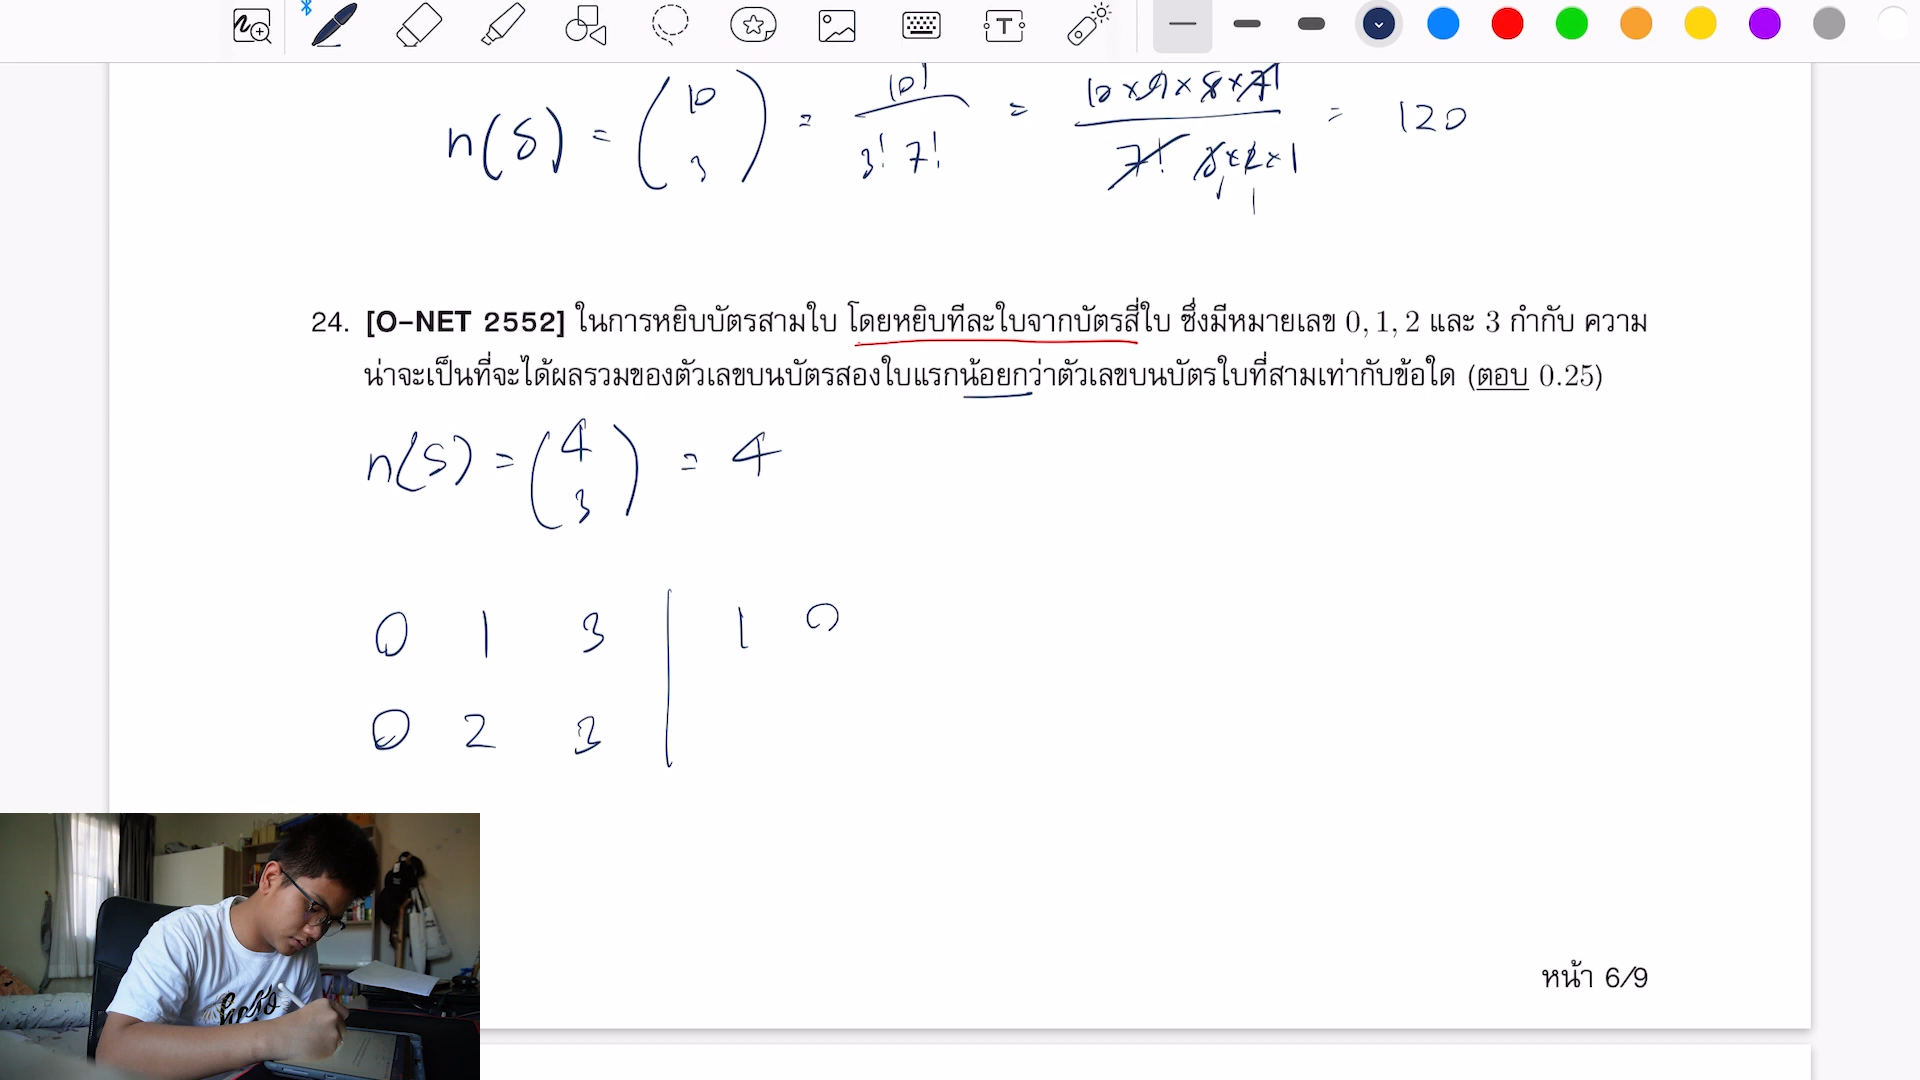 n(S) = (10 3) = 10! / 3! 7! = 10 × 9 × 8 × 7! / 7! 3×2×1 = 120
24. [O-NET 2552] ในการหยิบบัตรสามใบ โดยหยิบทีละใบจากบัตรสี่ใบ ซึ่งมีหมายเลข 0, 1, 2 และ 3 กำกับ ความ
น่าจะเป็นที่จะได้ผลรวมของตัวเลขบนบัตรสองใบแรกน้อยกว่าตัวเลขบนบัตรใบที่สามเท่ากับข้อใด (ตอบ 0.25)
n(S) = (4 3) = 4
0 1 3 | 1 0
0 2 3
หน้า 6/9